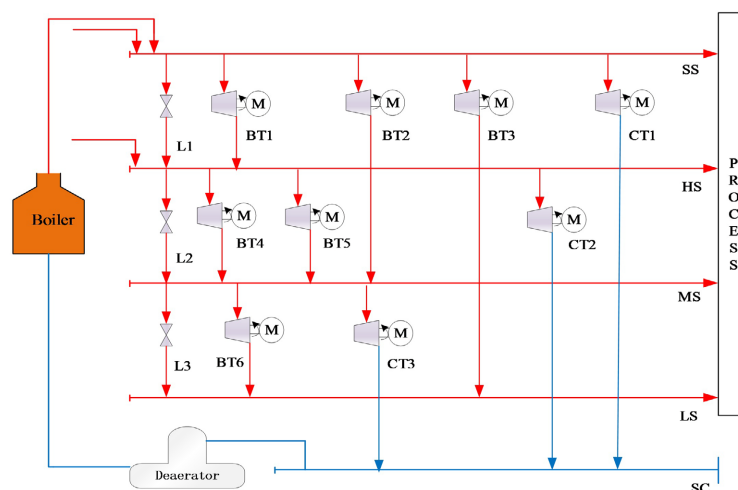 SS
M
M
M
M
L1
BT1
BT2
BT3
CT1
PROCESS
HS
Boiler
M
M
M
L2
BT4
BT5
CT2
MS
M
M
L3
BT6
CT3
LS
Deaerator
SC